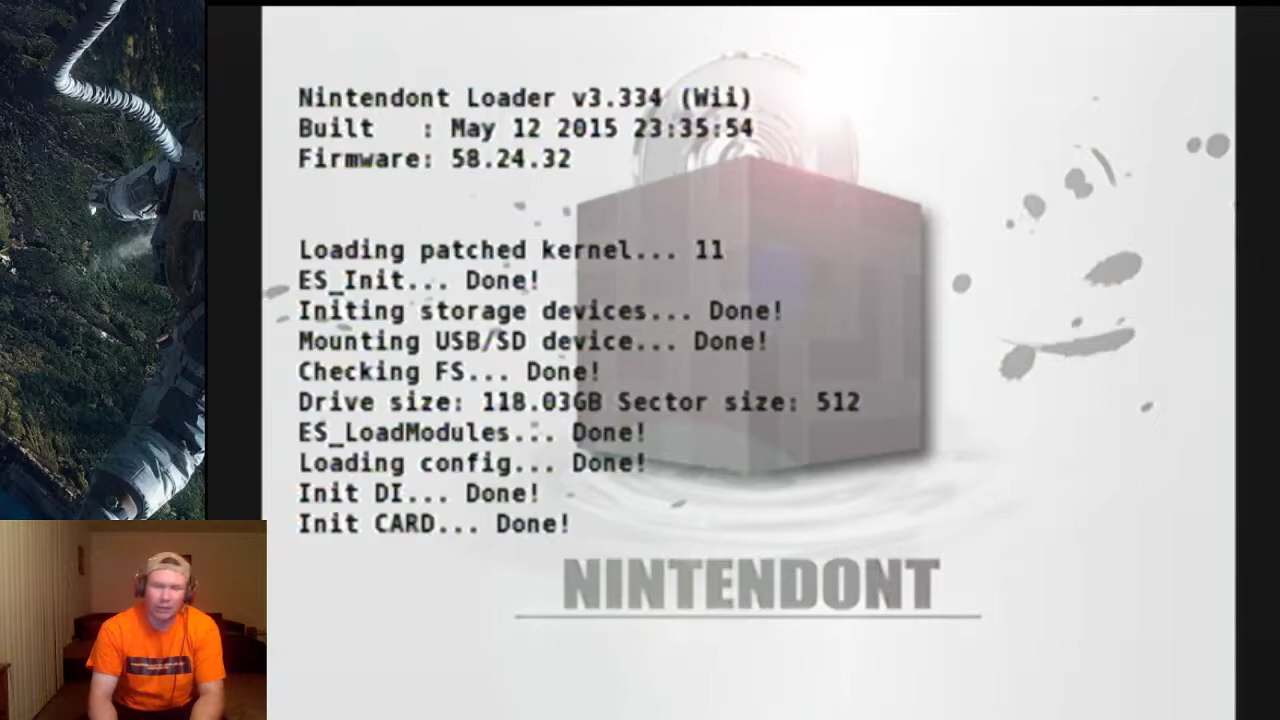 Nintendont Loader v3.334 (Wii)
Built   : May 12 2015 23:35:54
Firmware: 58.24.32
Loading patched kernel... 11
ES_Init... Done!
Initing storage devices... Done!
Mounting USB/SD device... Done!
Checking FS... Done!
Drive size: 118.03GB Sector size: 512
ES_LoadModules... Done!
Loading config... Done!
Init DI... Done!
Init CARD... Done!
NINTENDONT